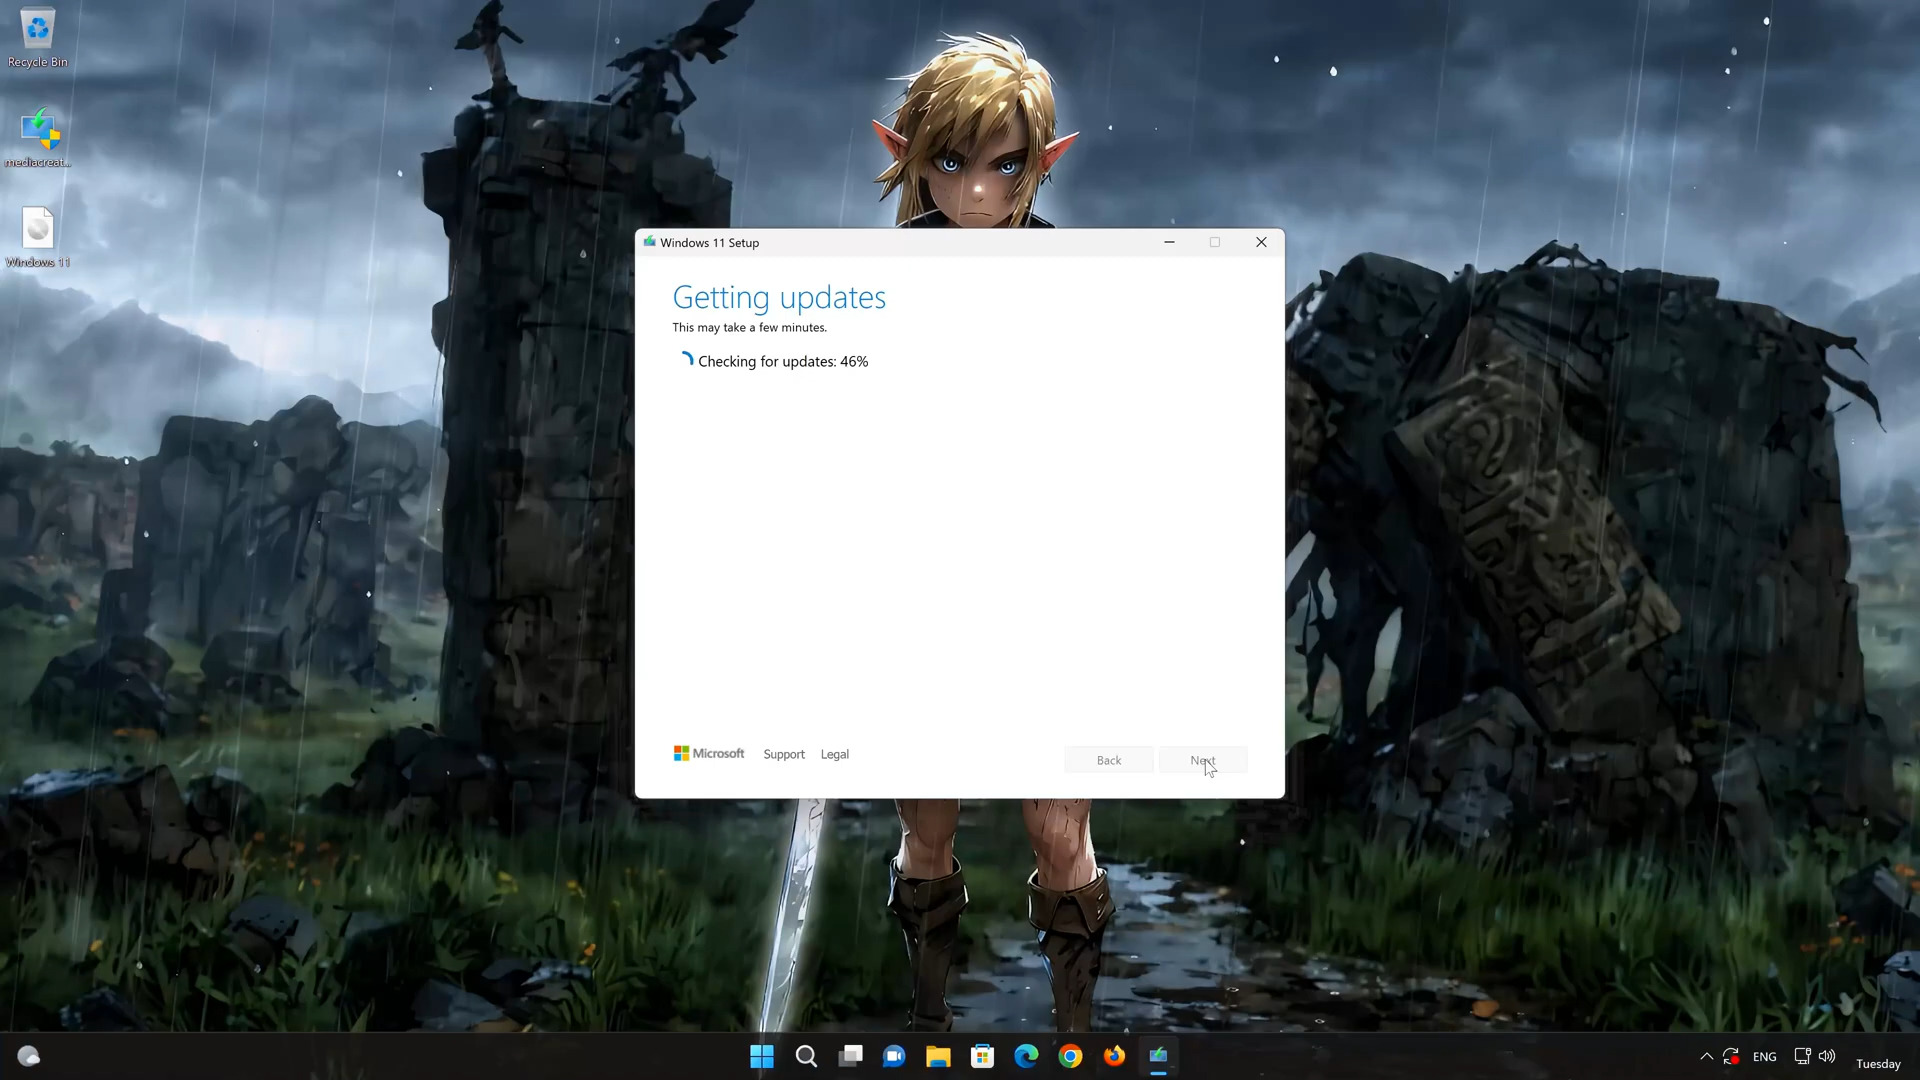 Recycle Bin
mediacreat...
Windows 11
Windows 11 Setup
Getting updates
This may take a few minutes.
Checking for updates: 46%
Microsoft
Support
Legal
Back
Next
ENG
Tuesday